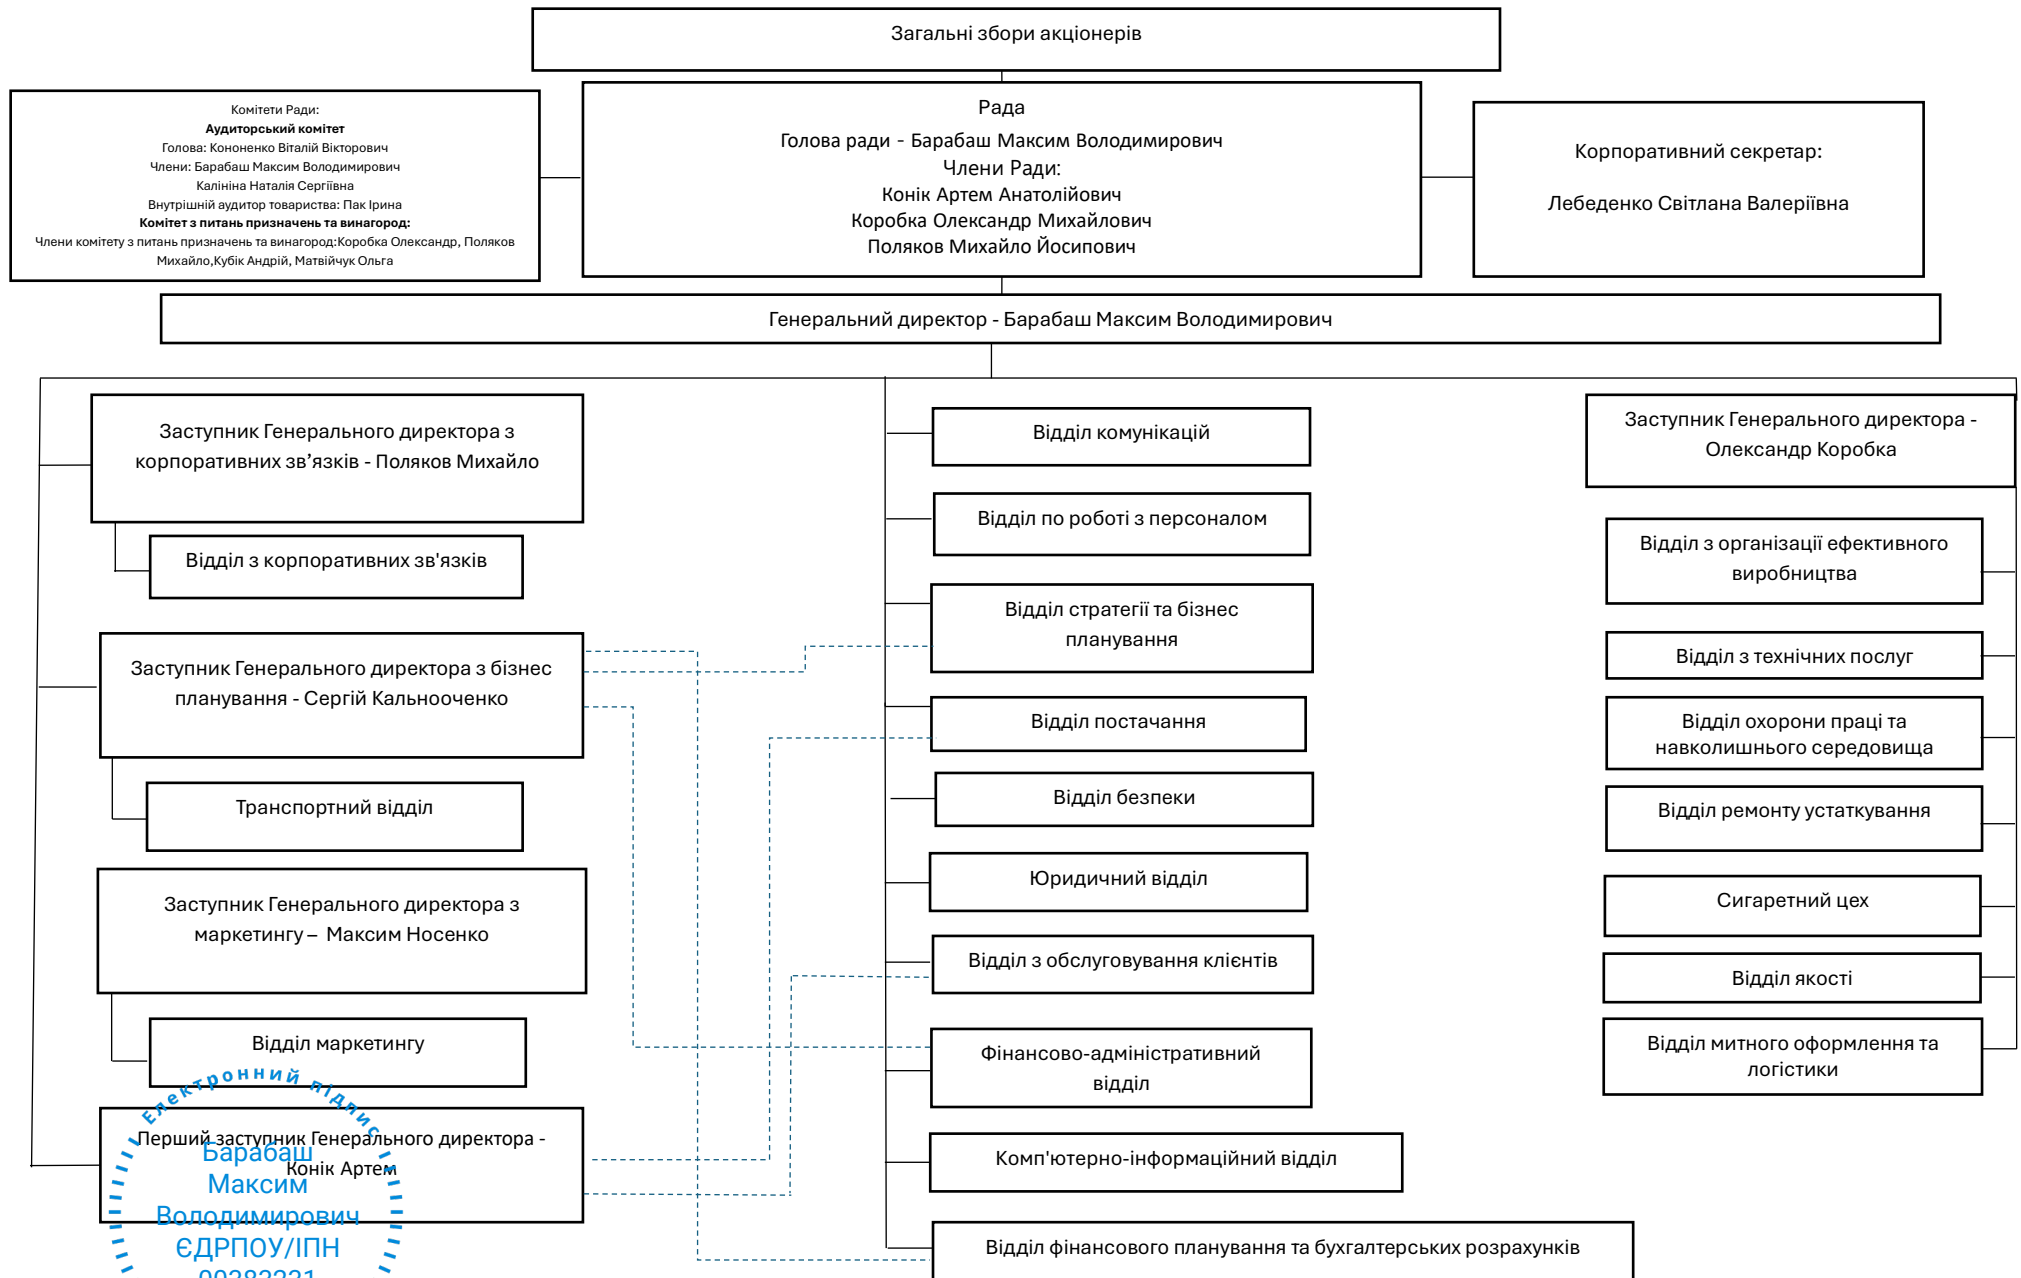 Загальні збори акціонерів
Комітети Ради:
Аудиторський комітет
Голова: Кононенко Віталій Вікторович
Члени: Барабаш Максим Володимирович
Калініна Наталія Сергіївна
Внутрішній аудитор товариства: Пак Ірина
Комітет з питань призначень та винагород:
Члени комітету з питань призначень та винагород:Коробка Олександр, Поляков
Михайло,Кубік Андрій, Матвійчук Ольга
Рада
Голова ради - Барабаш Максим Володимирович
Члени Ради:
Конік Артем Анатолійович
Коробка Олександр Михайлович
Поляков Михайло Йосипович
Корпоративний секретар:
Лебеденко Світлана Валеріївна
Генеральний директор - Барабаш Максим Володимирович
Заступник Генерального директора з
корпоративних зв’язків - Поляков Михайло
Відділ з корпоративних зв'язків
Заступник Генерального директора з бізнес
планування - Сергій Кальнооченко
Транспортний відділ
Заступник Генерального директора з
маркетингу – Максим Носенко
Відділ маркетингу
Перший заступник Генерального директора -
Конік Артем
Електронний підпис
Барабаш
Максим
Володимирович
ЄДРПОУ/ІПН
00383231
Відділ комунікацій
Відділ по роботі з персоналом
Відділ стратегії та бізнес
планування
Відділ постачання
Відділ безпеки
Юридичний відділ
Відділ з обслуговування клієнтів
Фінансово-адміністративний
відділ
Комп'ютерно-інформаційний відділ
Відділ фінансового планування та бухгалтерських розрахунків
Заступник Генерального директора -
Олександр Коробка
Відділ з організації ефективного
виробництва
Відділ з технічних послуг
Відділ охорони праці та
навколишнього середовища
Відділ ремонту устаткування
Сигаретний цех
Відділ якості
Відділ митного оформлення та
логістики